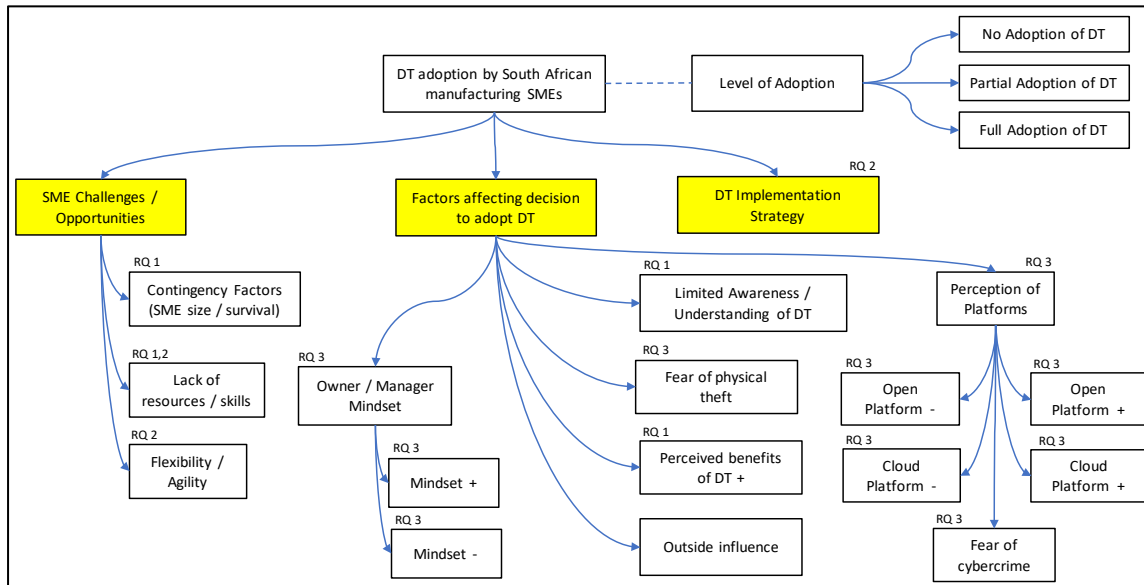 No Adoption of DT
DT adoption by South African
manufacturing SMEs
Level of Adoption
Partial Adoption of DT
Full Adoption of DT
RQ 2
SME Challenges /
Opportunities
Factors affecting decision
to adopt DT
DT Implementation
Strategy
RQ 1
Contingency Factors
(SME size / survival)
RQ 1
Limited Awareness /
Understanding of DT
RQ 3
Perception of
Platforms
RQ 1,2
Lack of
resources / skills
RQ 3
Owner / Manager
Mindset
RQ 3
Fear of physical
theft
RQ 3
Open
Platform -
RQ 3
Open
Platform +
RQ 2
Flexibility /
Agility
RQ 3
Mindset +
RQ 1
Perceived benefits
of DT +
RQ 3
Cloud
Platform -
RQ 3
Cloud
Platform +
RQ 3
Mindset -
Outside influence
RQ 3
Fear of
cybercrime